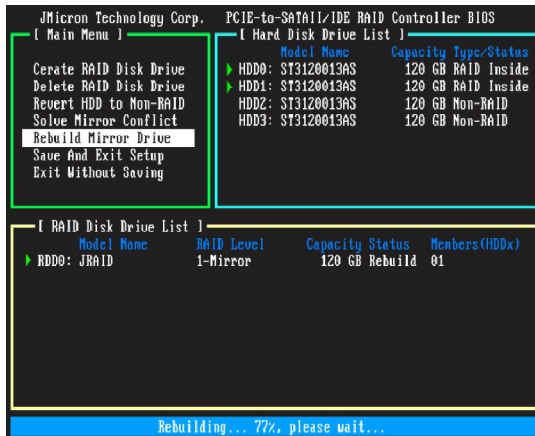 JMicron Technology Corp. PCIE-to-SATAII/IDE RAID Controller BIOS
[ Main Menu ]
Cerate RAID Disk Drive
Delete RAID Disk Drive
Revert HDD to Non-RAID
Solve Mirror Conflict
Rebuild Mirror Drive
Save And Exit Setup
Exit Without Saving
[ Hard Disk Drive List ]
Model Name Capacity Type/Status
HDD0: ST3120013AS 120 GB RAID Inside
HDD1: ST3120013AS 120 GB RAID Inside
HDD2: ST3120013AS 120 GB Non-RAID
HDD3: ST3120013AS 120 GB Non-RAID
[ RAID Disk Drive List ]
Model Name RAID Level Capacity Status Members(HDDx)
RDD0: JRAID 1-Mirror 120 GB Rebuild 01
Rebuilding... 77%, please wait...